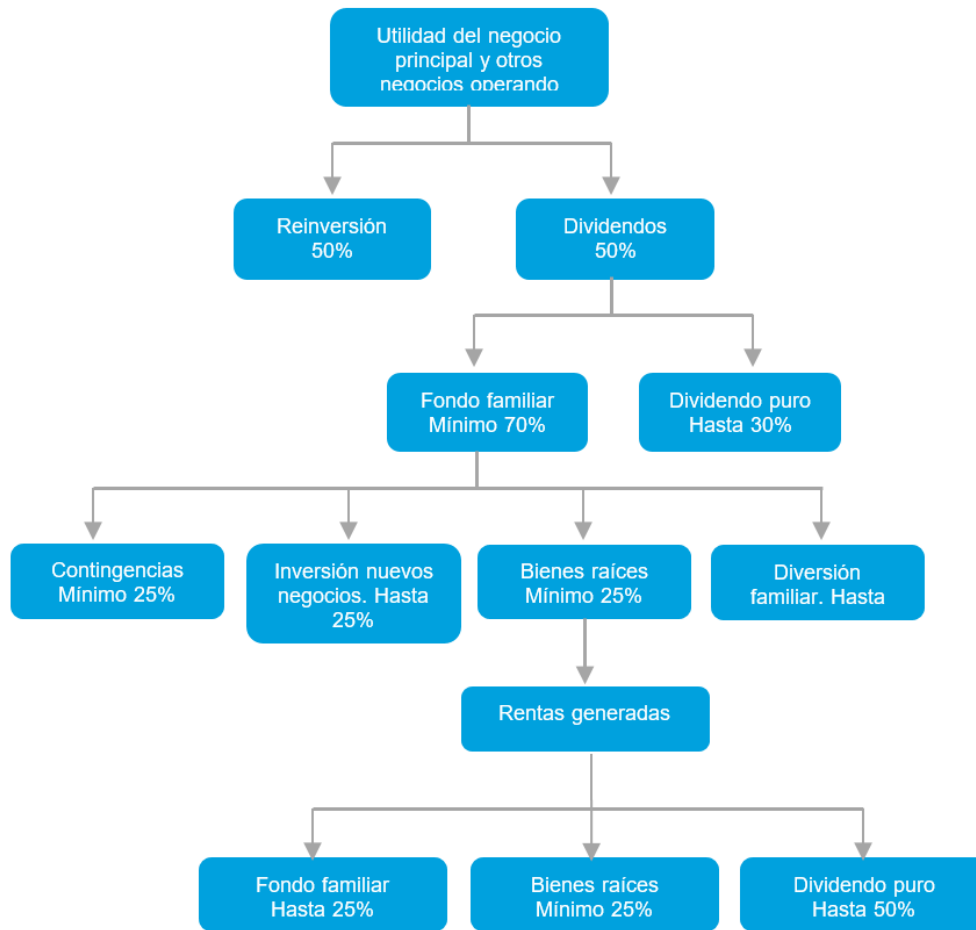 Utilidad del negocio
principal y otros
negocios operando
Reinversión
50%
Dividendos
50%
Fondo familiar
Mínimo 70%
Dividendo puro
Hasta 30%
Contingencias
Mínimo 25%
Inversión nuevos
negocios. Hasta
25%
Bienes raíces
Mínimo 25%
Diversión
familiar. Hasta
Rentas generadas
Fondo familiar
Hasta 25%
Bienes raíces
Mínimo 25%
Dividendo puro
Hasta 50%